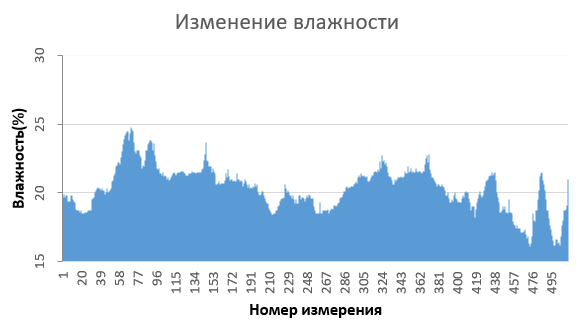 Изменение влажности
30
25
20
15
Влажность(%)
1 20 39 58 77 96 115 134 153 172 191 210 229 248 267 286 305 324 343 362 381 400 419 438 457 476 495
Номер измерения